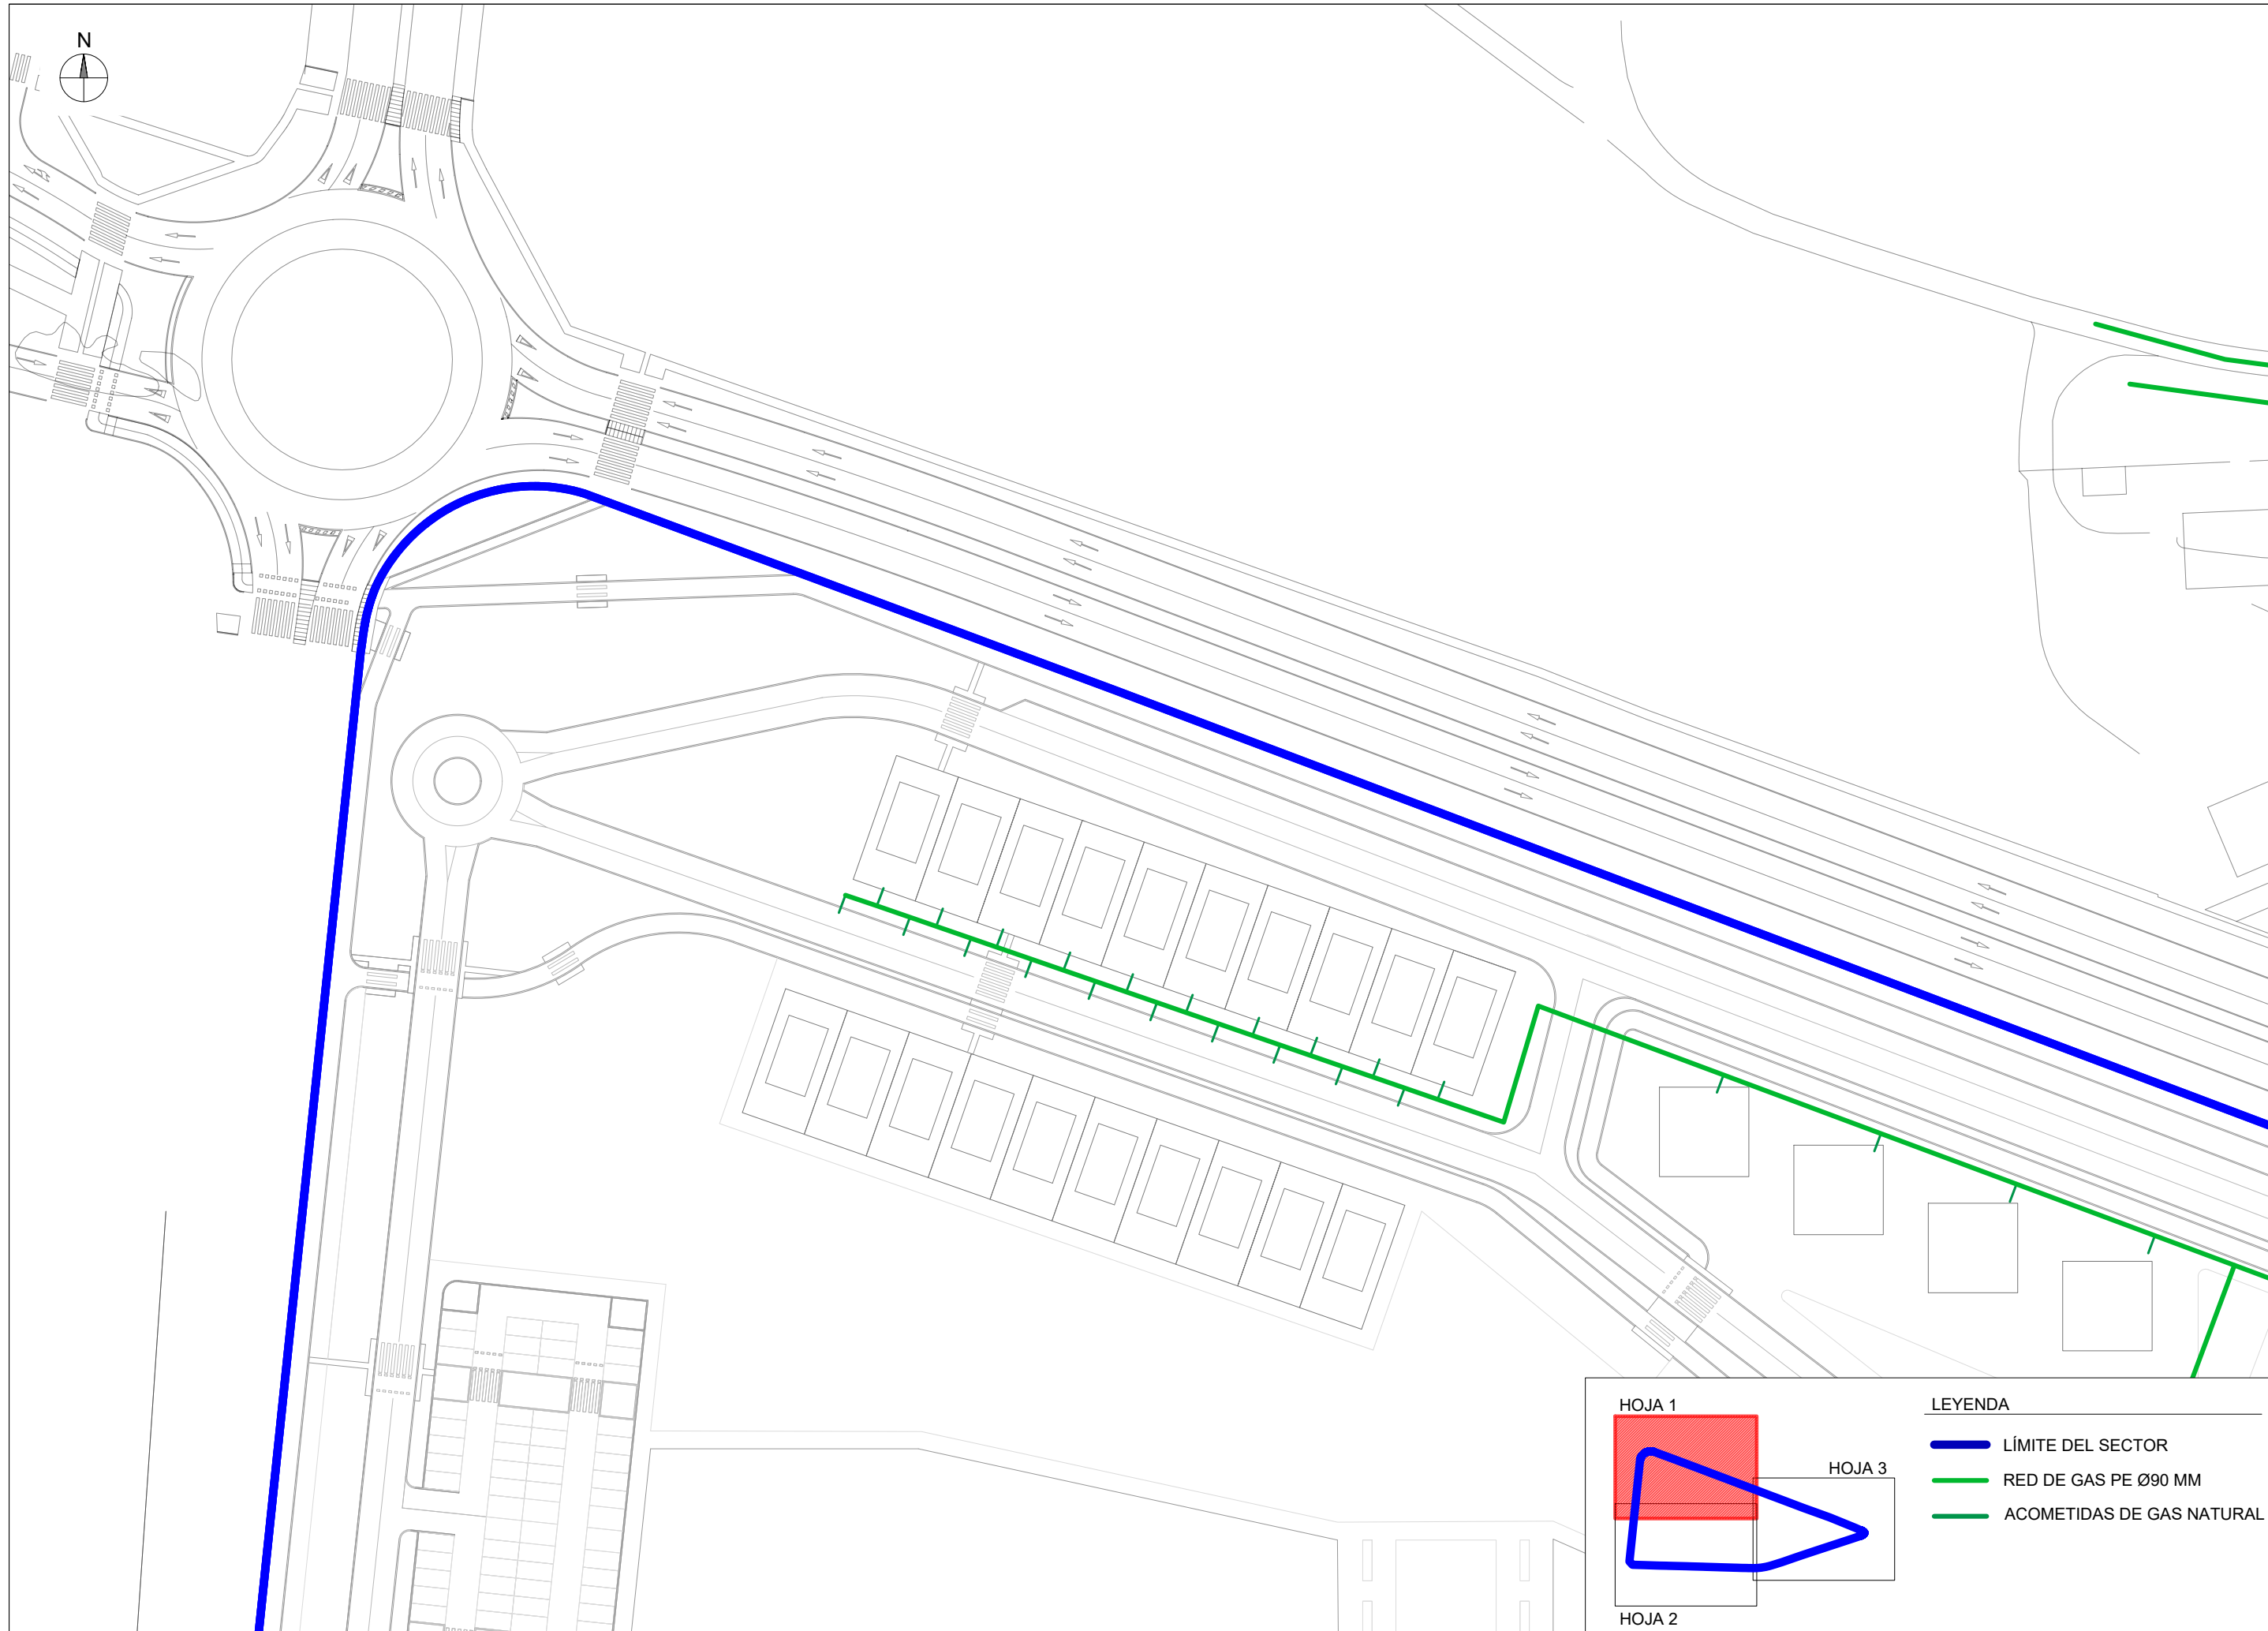 N
HOJA 1
HOJA 3
HOJA 2
LEYENDA
LÍMITE DEL SECTOR
RED DE GAS PE Ø90 MM
ACOMETIDAS DE GAS NATURAL